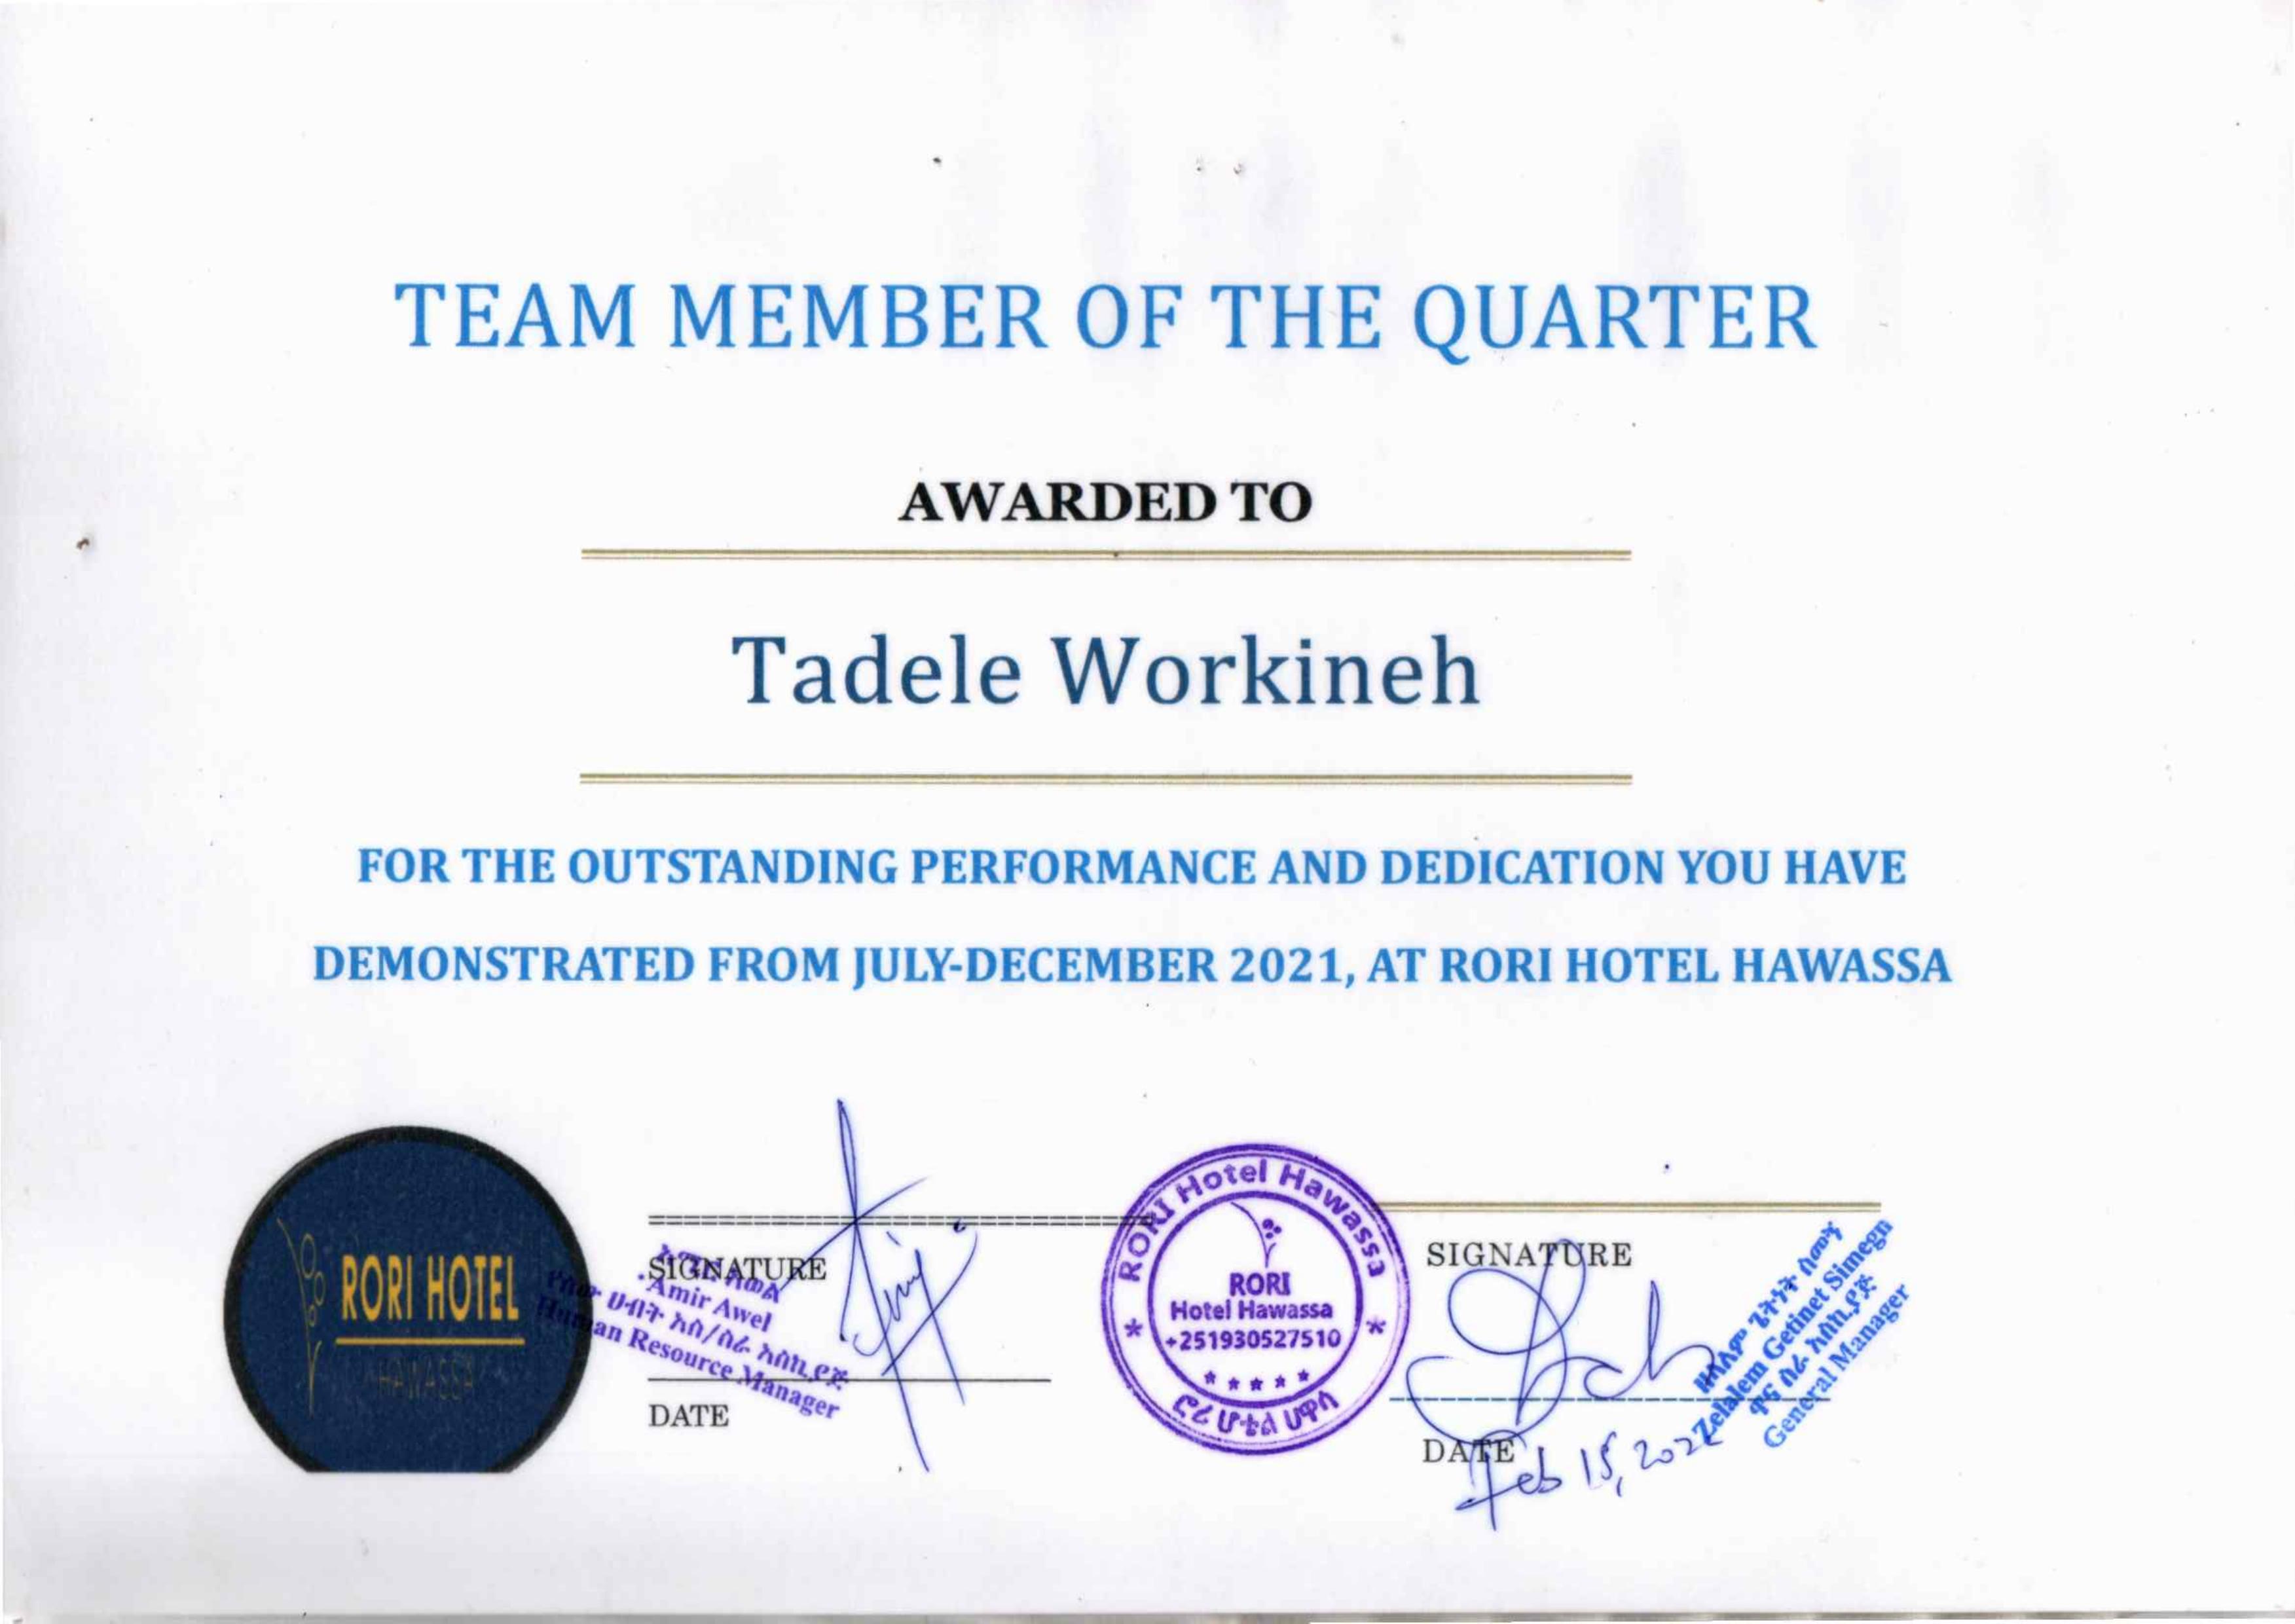 TEAM MEMBER OF THE QUARTER
AWARDED TO
Tadele Workineh
FOR THE OUTSTANDING PERFORMANCE AND DEDICATION YOU HAVE
DEMONSTRATED FROM JULY-DECEMBER 2021, AT RORI HOTEL HAWASSA
RORI HOTEL
HAWASSA
SIGNATURE
አሚር አወል
Amir Awel
የሰው ሀብት አስ/ስራ አስኪያጅ
Human Resource Manager
DATE
RORI Hotel Hawassa
RORI
Hotel Hawassa
+251930527510
ሮሪ ሆቴል ሀዋሳ
SIGNATURE
ዘላለም ጌትነት ስመኝ
Zelalem Getinet Simegn
ዋና ስራ አስኪያጅ
General Manager
DATE
Feb 15, 2022